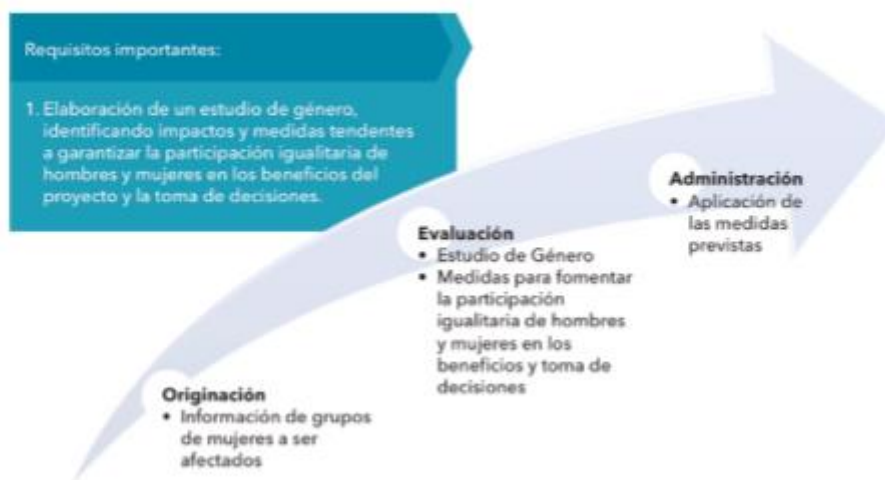 Requisitos importantes:
1. Elaboración de un estudio de género,
identificando impactos y medidas tendentes
a garantizar la participación igualitaria de
hombres y mujeres en los beneficios del
proyecto y la toma de decisiones.
Originación
• Información de grupos
de mujeres a ser
afectados
Evaluación
• Estudio de Género
• Medidas para fomentar
la participación
igualitaria de hombres
y mujeres en los
beneficios y toma de
decisiones
Administración
• Aplicación de
las medidas
previstas